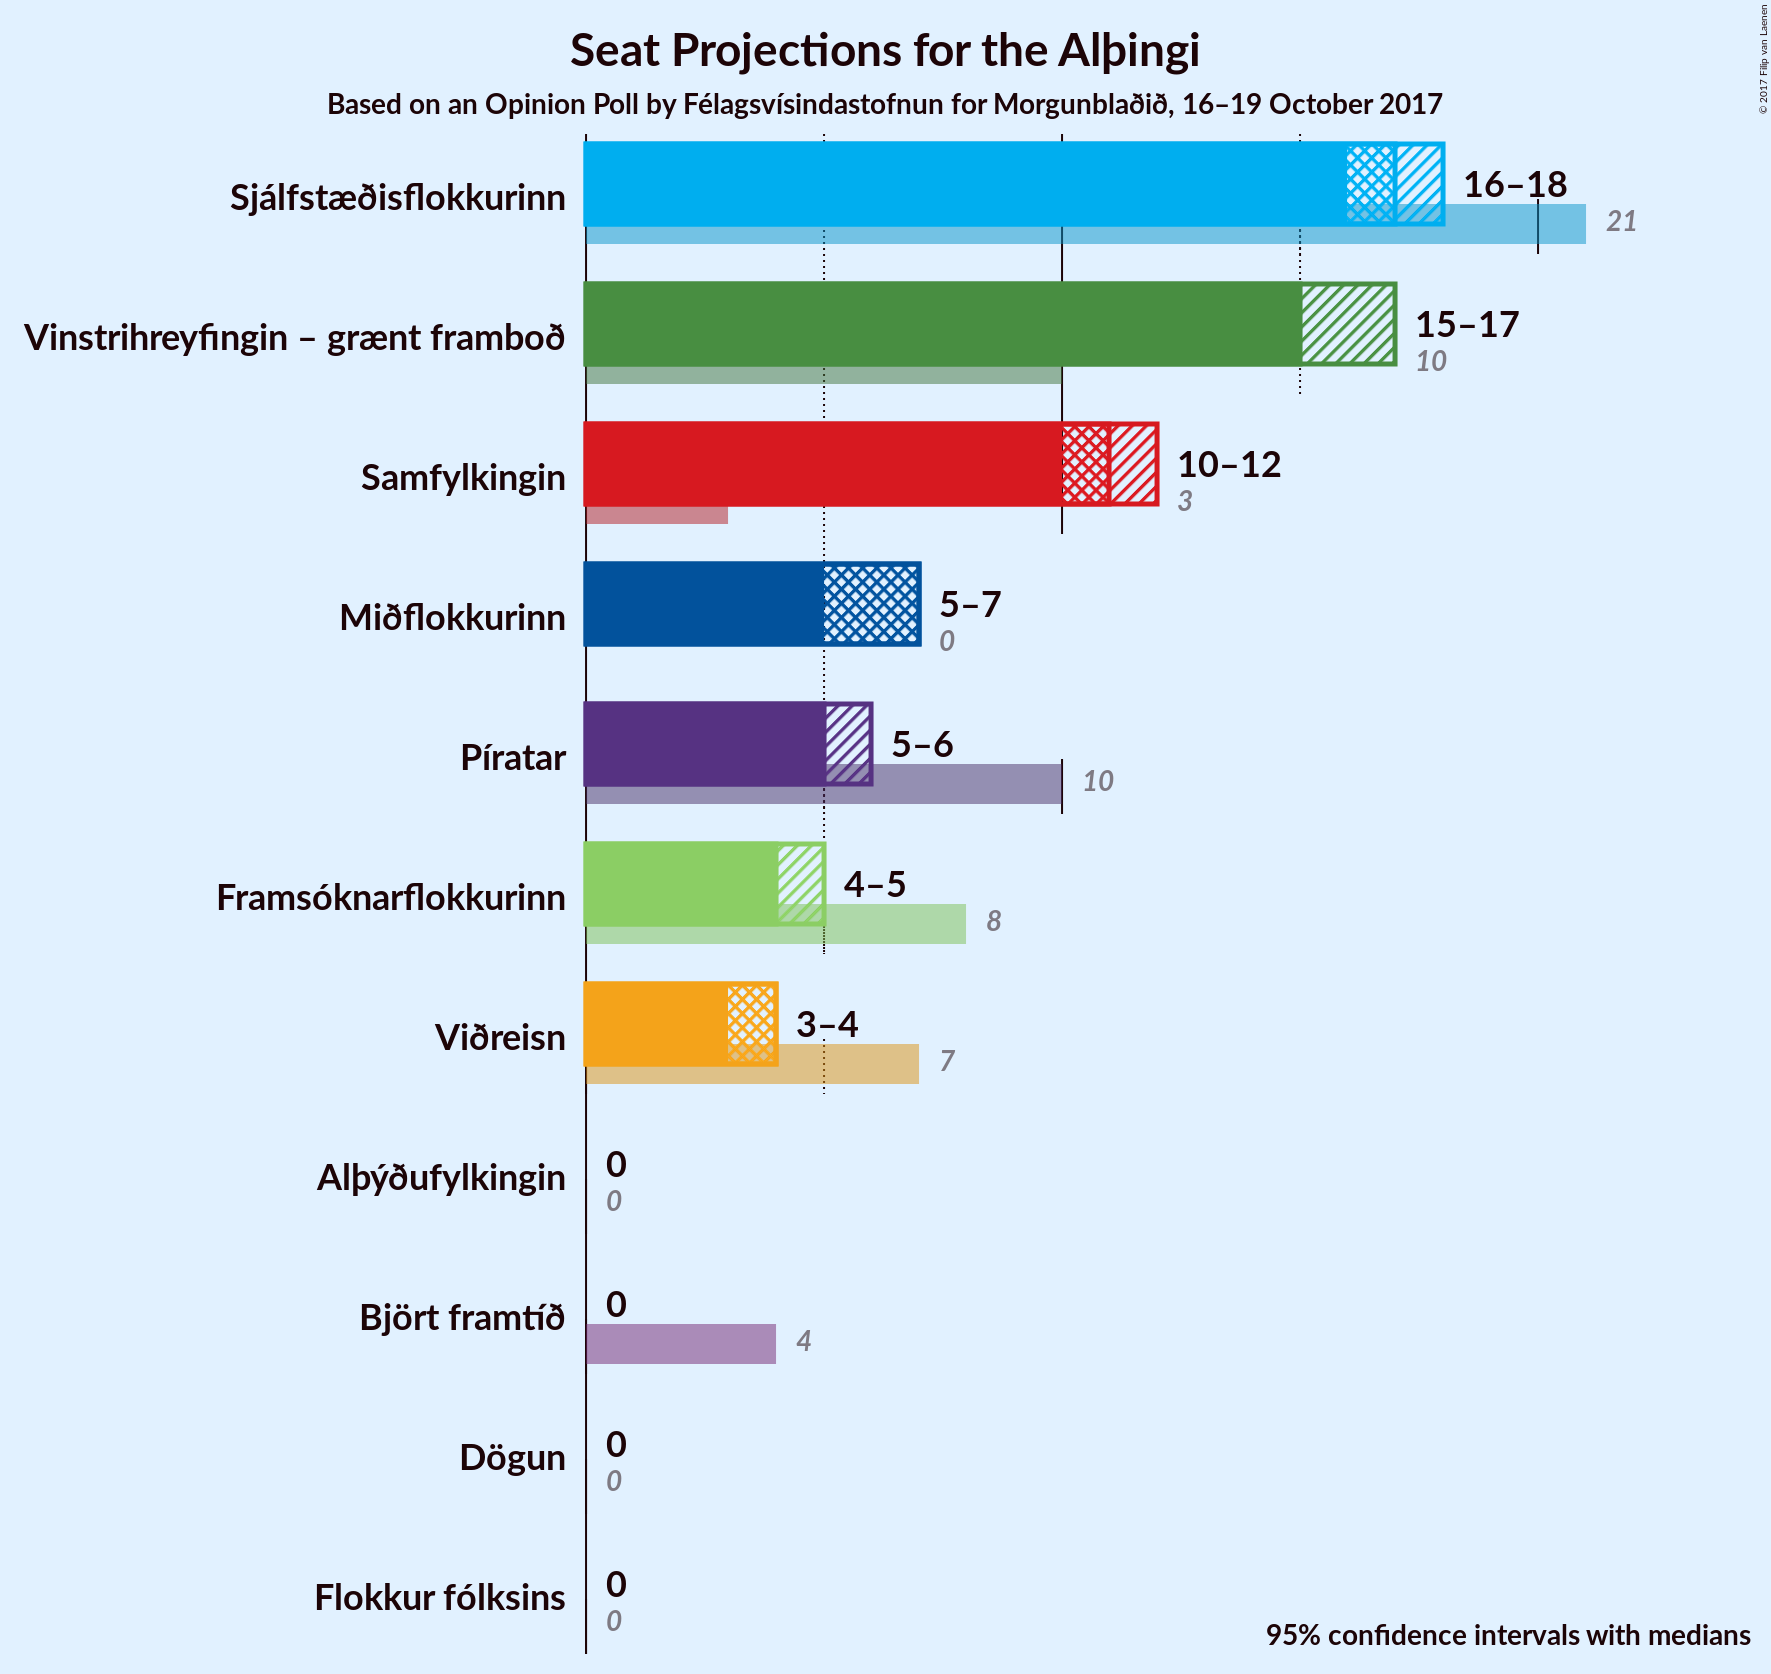 Seat Projections for the Alþingi
Based on an Opinion Poll by Félagsvísindastofnun for Morgunblaðið, 16–19 October 2017
© 2017 Filip van Laenen
Sjálfstæðisflokkurinn
16–18
21
Vinstrihreyfingin – grænt framboð
15–17
10
Samfylkingin
10–12
3
Miðflokkurinn
5–7
0
Píratar
5–6
10
Framsóknarflokkurinn
4–5
8
Viðreisn
3–4
7
Alþýðufylkingin
0
0
Björt framtíð
0
4
Dögun
0
0
Flokkur fólksins
0
0
95% confidence intervals with medians